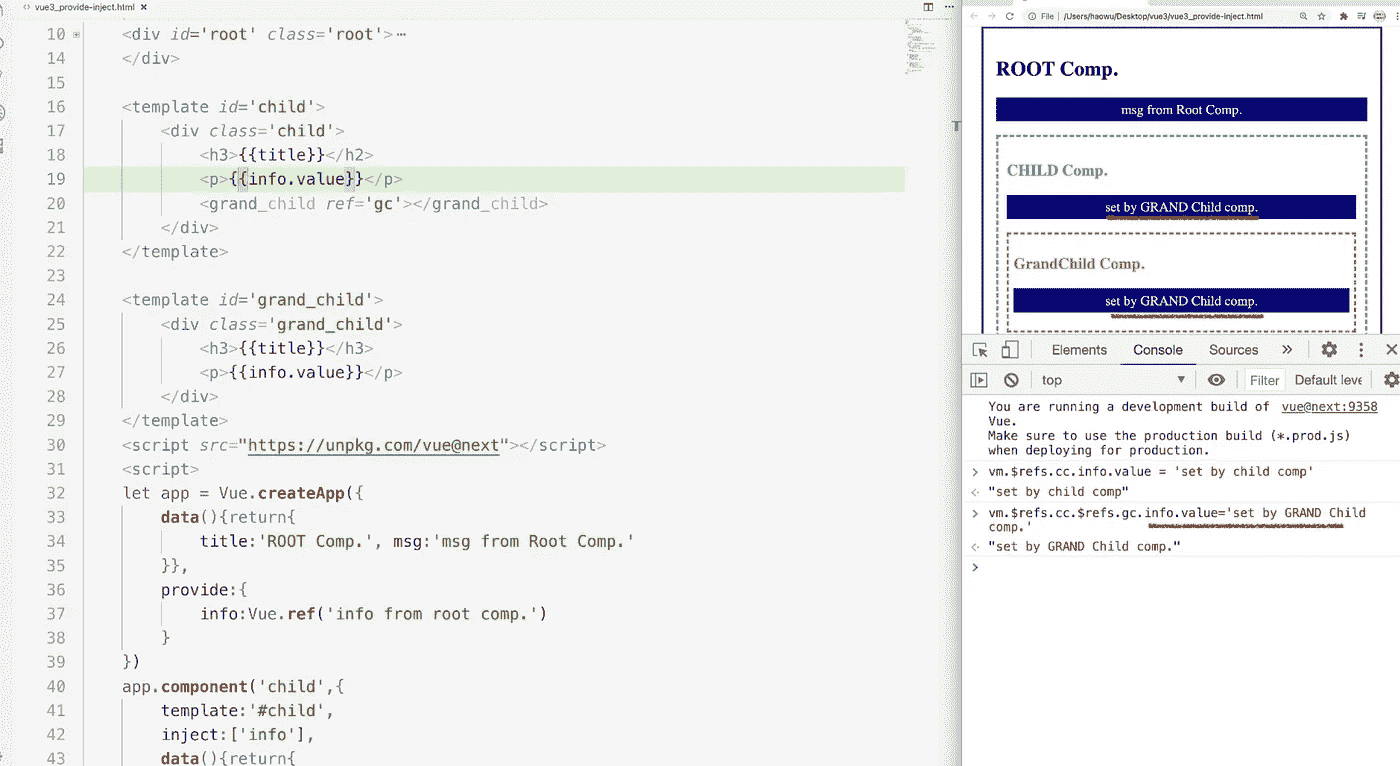 vue3_provide-inject.html
10 <div id='root' class='root'>
14 </div>
15
16 <template id='child'>
17 <div class='child'>
18 <h3>{{title}}</h2>
19 <p>{{info.value}}</p>
20 <grand_child ref='gc'></grand_child>
21 </div>
22 </template>
23
24 <template id='grand_child'>
25 <div class='grand_child'>
26 <h3>{{title}}</h3>
27 <p>{{info.value}}</p>
28 </div>
29 </template>
30 <script src="https://unpkg.com/vue@next"></script>
31 <script>
32 let app = Vue.createApp({
33 data(){return{
34 title:'ROOT Comp.', msg:'msg from Root Comp.'
35 }},
36 provide:{
37 info:Vue.ref('info from root comp.')
38 }
39 })
40 app.component('child',{
41 template:'#child',
42 inject:['info'],
43 data(){return{
File /Users/haowu/Desktop/vue3/vue3_provide-inject.html
ROOT Comp.
msg from Root Comp.
CHILD Comp.
set by GRAND Child comp.
GrandChild Comp.
set by GRAND Child comp.
Elements Console Sources
top Filter Default leve
You are running a development build of vue@next:9358
Vue.
Make sure to use the production build (*.prod.js)
when deploying for production.
> vm.$refs.cc.info.value = 'set by child comp'
"set by child comp"
> vm.$refs.cc.$refs.gc.info.value='set by GRAND Child
comp.'
"set by GRAND Child comp."
>